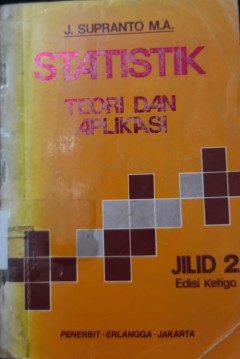 J. SUPRANTO M.A.
STATISTIK
TEORI DAN
APLIKASI
JILID 2
Edisi Ketiga
PENERBIT - ERLANGGA - JAKARTA